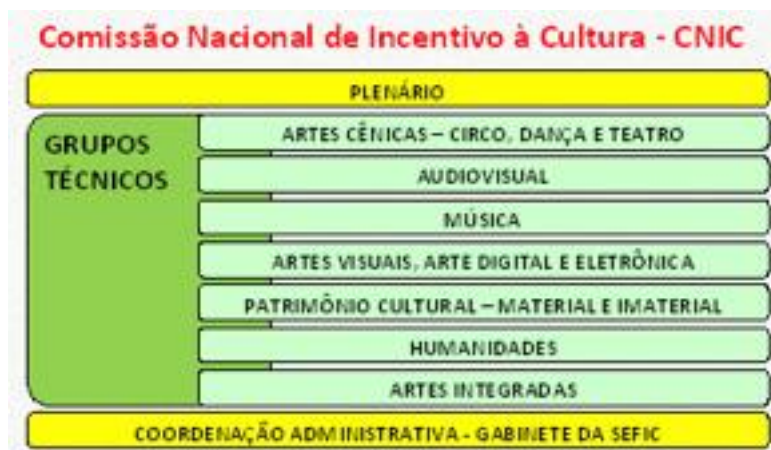 Comissão Nacional de Incentivo à Cultura - CNIC
PLENÁRIO
GRUPOS
TÉCNICOS
ARTES CÊNICAS – CIRCO, DANÇA E TEATRO
AUDIOVISUAL
MÚSICA
ARTES VISUAIS, ARTE DIGITAL E ELETRÔNICA
PATRIMÔNIO CULTURAL – MATERIAL E IMATERIAL
HUMANIDADES
ARTES INTEGRADAS
COORDENAÇÃO ADMINISTRATIVA - GABINETE DA SEFIC